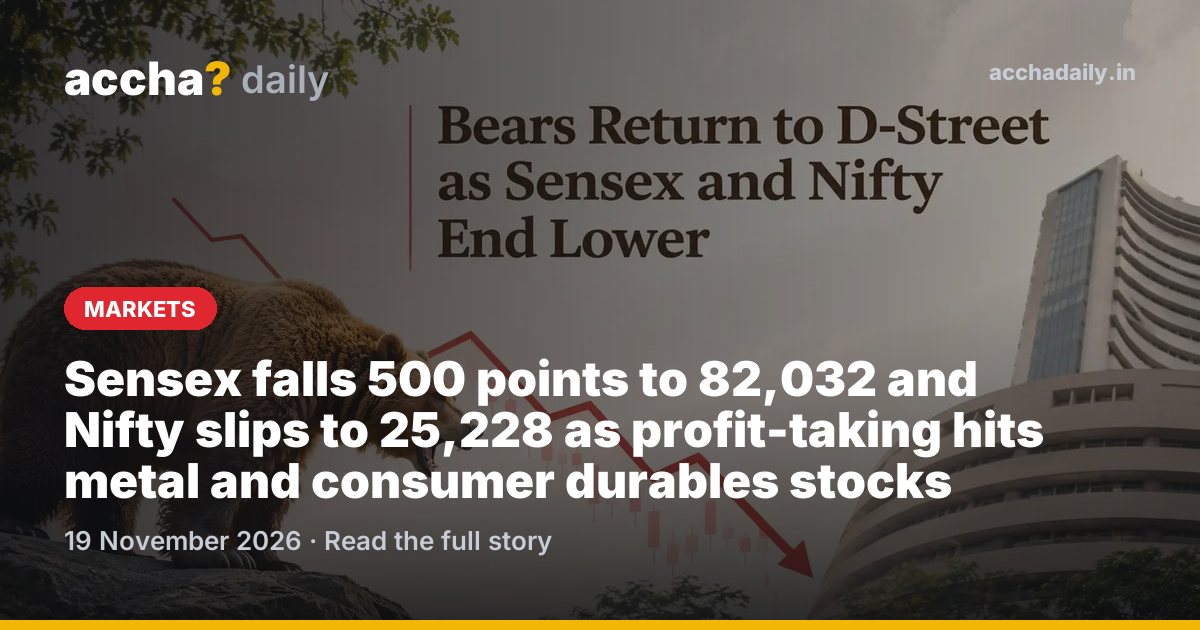 accha? daily
acchadaily.in
Bears Return to D-Street
as Sensex and Nifty
End Lower
MARKETS
Sensex falls 500 points to 82,032 and
Nifty slips to 25,228 as profit-taking hits
metal and consumer durables stocks
19 November 2026 · Read the full story